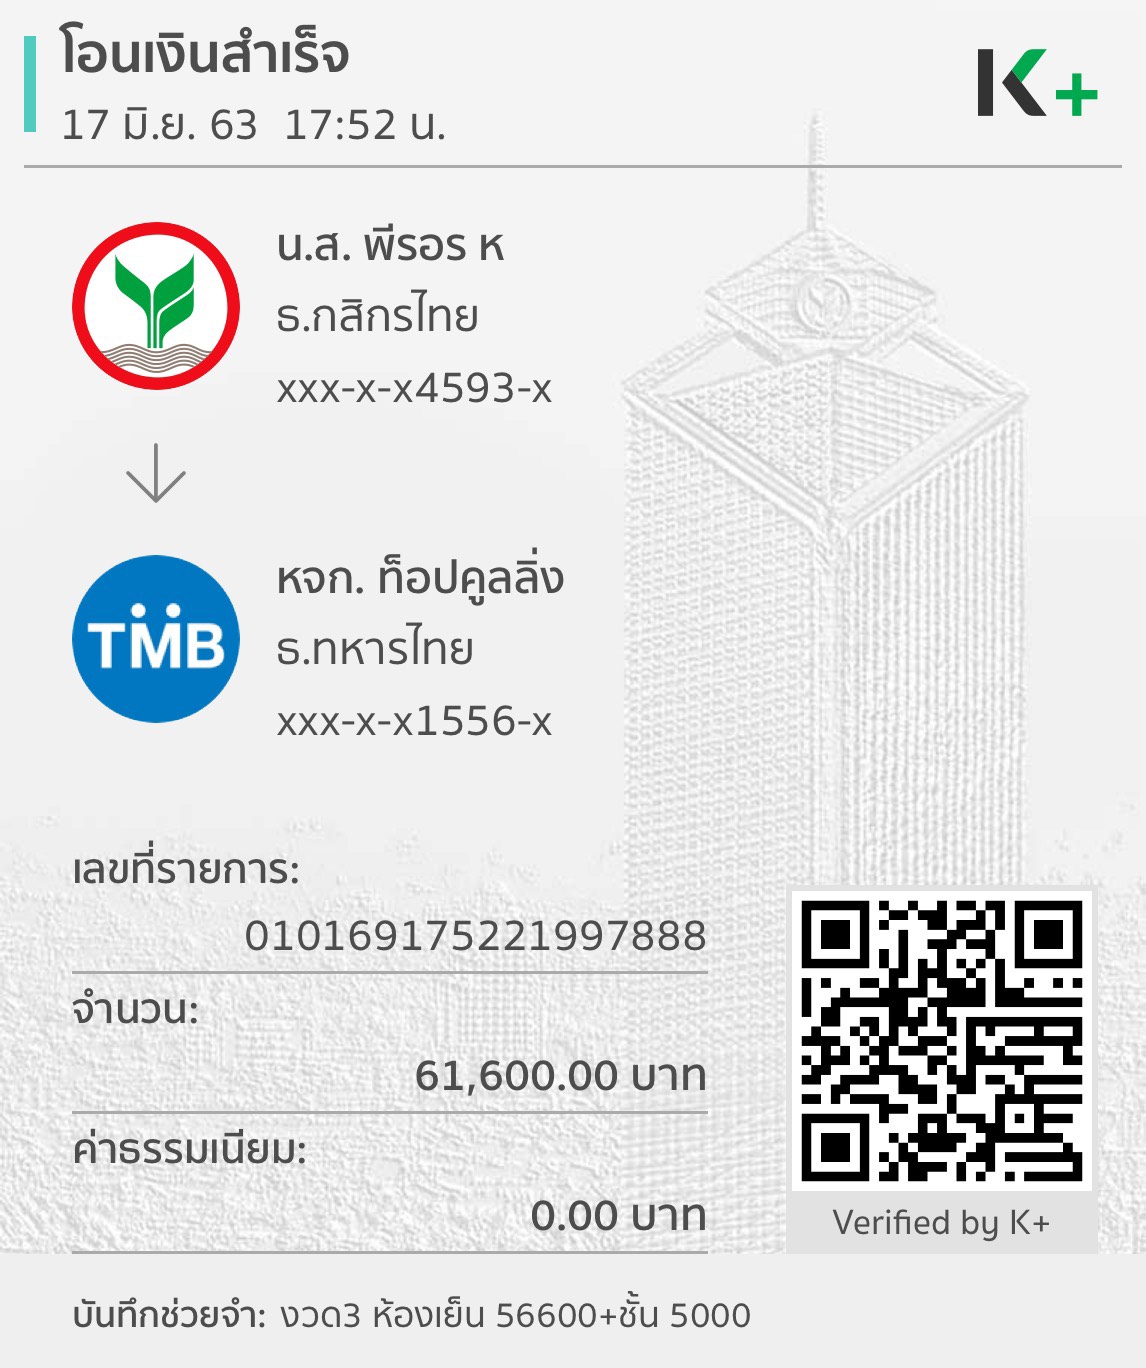 โอนเงินสำเร็จ
17 มิ.ย. 63 17:52 น.
K+
น.ส. พีรอร ห
ธ.กสิกรไทย
xxx-x-x4593-x
TMB
หจก. ท็อปคูลลิ่ง
ธ.ทหารไทย
xxx-x-x1556-x
เลขที่รายการ:
010169175221997888
จำนวน:
61,600.00 บาท
ค่าธรรมเนียม:
0.00 บาท
Verified by K+
บันทึกช่วยจำ: งวด3 ห้องเย็น 56600+ชั้น 5000